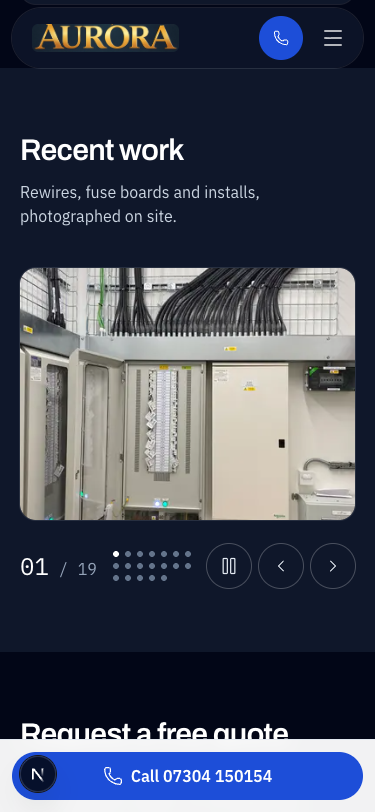 AURORA
Recent work
Rewires, fuse boards and installs,
photographed on site.
01 / 19
Request a free quote
N
Call 07304 150154